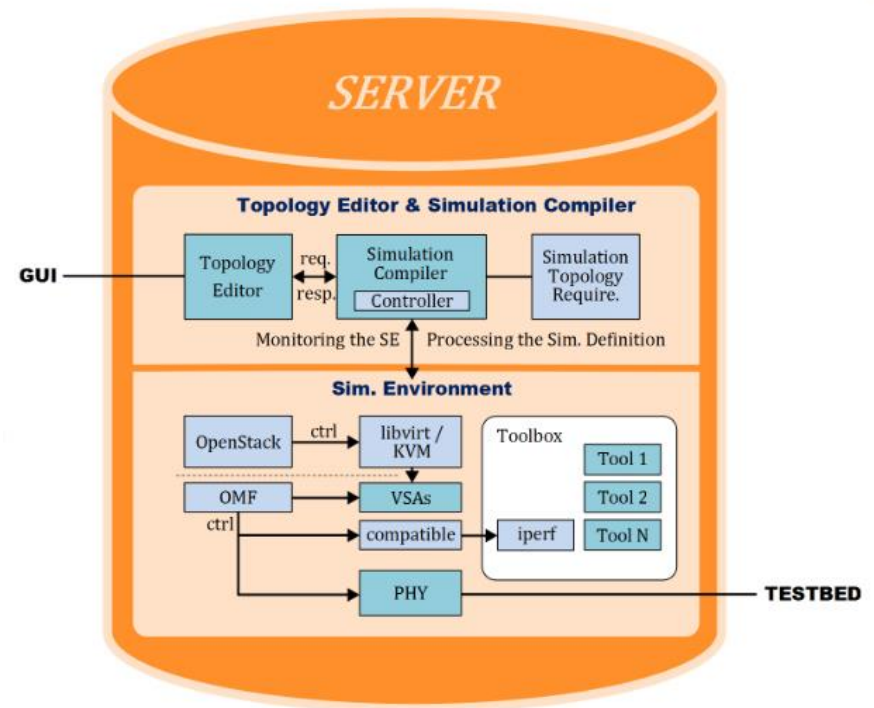 SERVER
Topology Editor & Simulation Compiler
GUI
Topology
Editor
req.
resp.
Simulation
Compiler
Controller
Simulation
Topology
Require.
Monitoring the SE
Processing the Sim. Definition
Sim. Environment
OpenStack
ctrl
libvirt /
KVM
Toolbox
Tool 1
OMF
VSAs
Tool 2
ctrl
compatible
iperf
Tool N
PHY
TESTBED